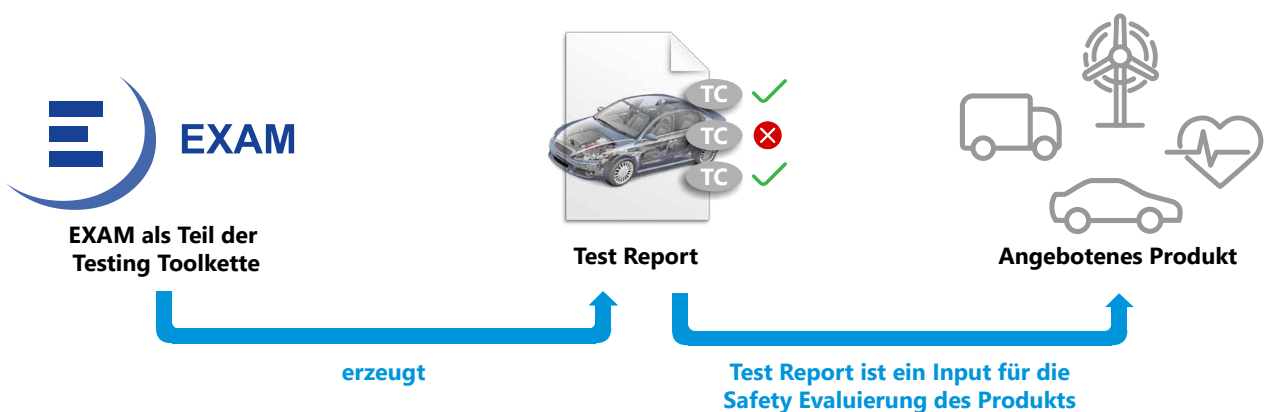 E
EXAM
EXAM als Teil der
Testing Toolkette
TC
TC
TC
Test Report
Angebotenes Produkt
erzeugt
Test Report ist ein Input für die
Safety Evaluierung des Produkts